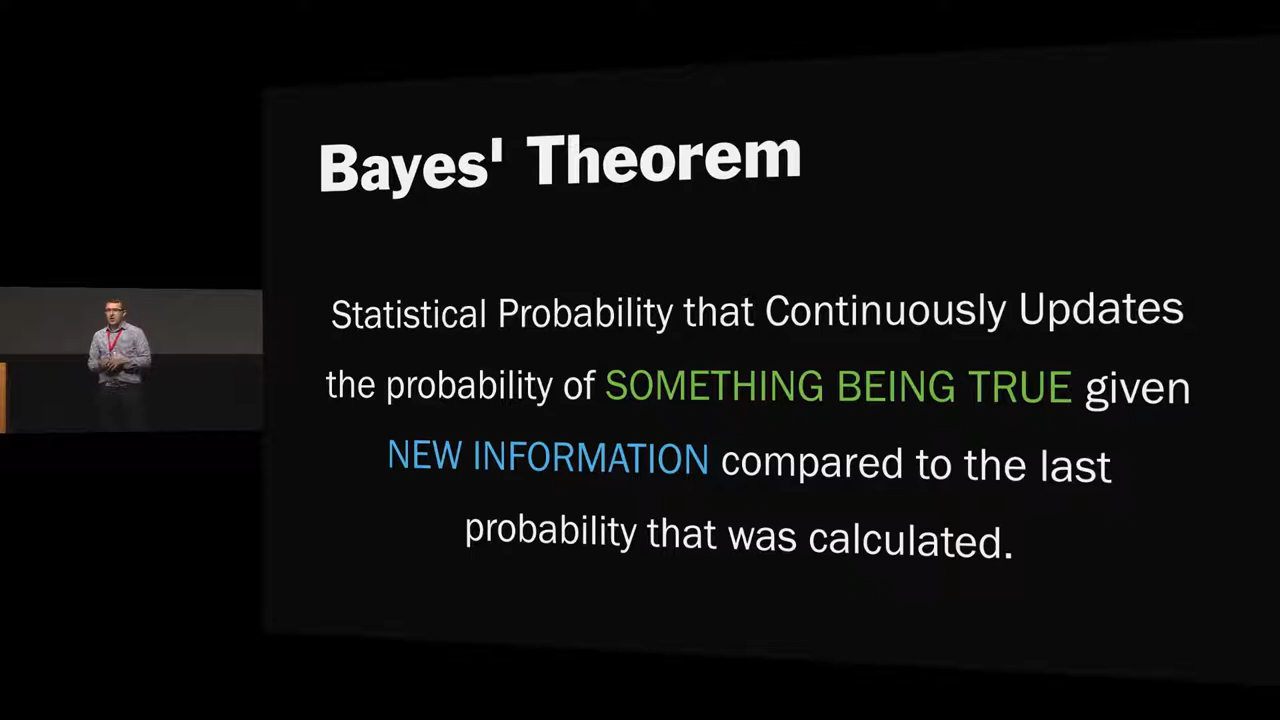 Bayes' Theorem
Statistical Probability that Continuously Updates
the probability of SOMETHING BEING TRUE given
NEW INFORMATION compared to the last
probability that was calculated.